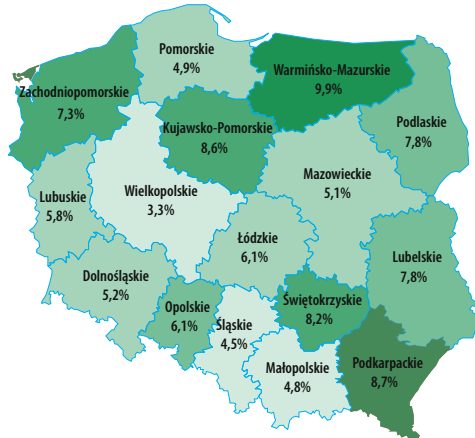 Pomorskie
4,9%
Warmińsko-Mazurskie
9,9%
Zachodniopomorskie
7,3%
Kujawsko-Pomorskie
8,6%
Podlaskie
7,8%
Mazowieckie
5,1%
Wielkopolskie
3,3%
Lubuskie
5,8%
Łódzkie
6,1%
Lubelskie
7,8%
Dolnośląskie
5,2%
Opolskie
6,1%
Śląskie
4,5%
Świętokrzyskie
8,2%
Małopolskie
4,8%
Podkarpackie
8,7%